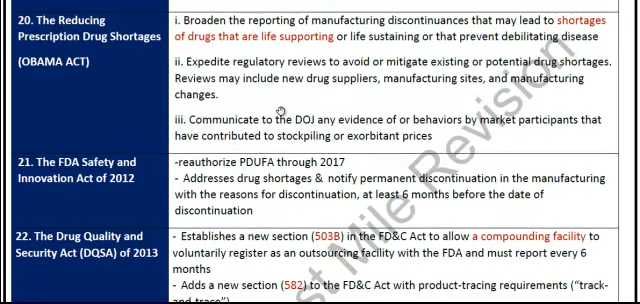 20. The Reducing
Prescription Drug Shortages
(OBAMA ACT)
i. Broaden the reporting of manufacturing discontinuances that may lead to shortages
of drugs that are life supporting or life sustaining or that prevent debilitating disease
ii. Expedite regulatory reviews to avoid or mitigate existing or potential drug shortages.
Reviews may include new drug suppliers, manufacturing sites, and manufacturing
changes.
iii. Communicate to the DOJ any evidence of or behaviors by market participants that
have contributed to stockpiling or exorbitant prices
21. The FDA Safety and
Innovation Act of 2012
-reauthorize PDUFA through 2017
- Addresses drug shortages & notify permanent discontinuation in the manufacturing
with the reasons for discontinuation, at least 6 months before the date of
discontinuation
22. The Drug Quality and
Security Act (DQSA) of 2013
- Establishes a new section (503B) in the FD&C Act to allow a compounding facility to
voluntarily register as an outsourcing facility with the FDA and must report every 6
months
- Adds a new section (582) to the FD&C Act with product-tracing requirements ("track-
and-trace")
st Mile Revision